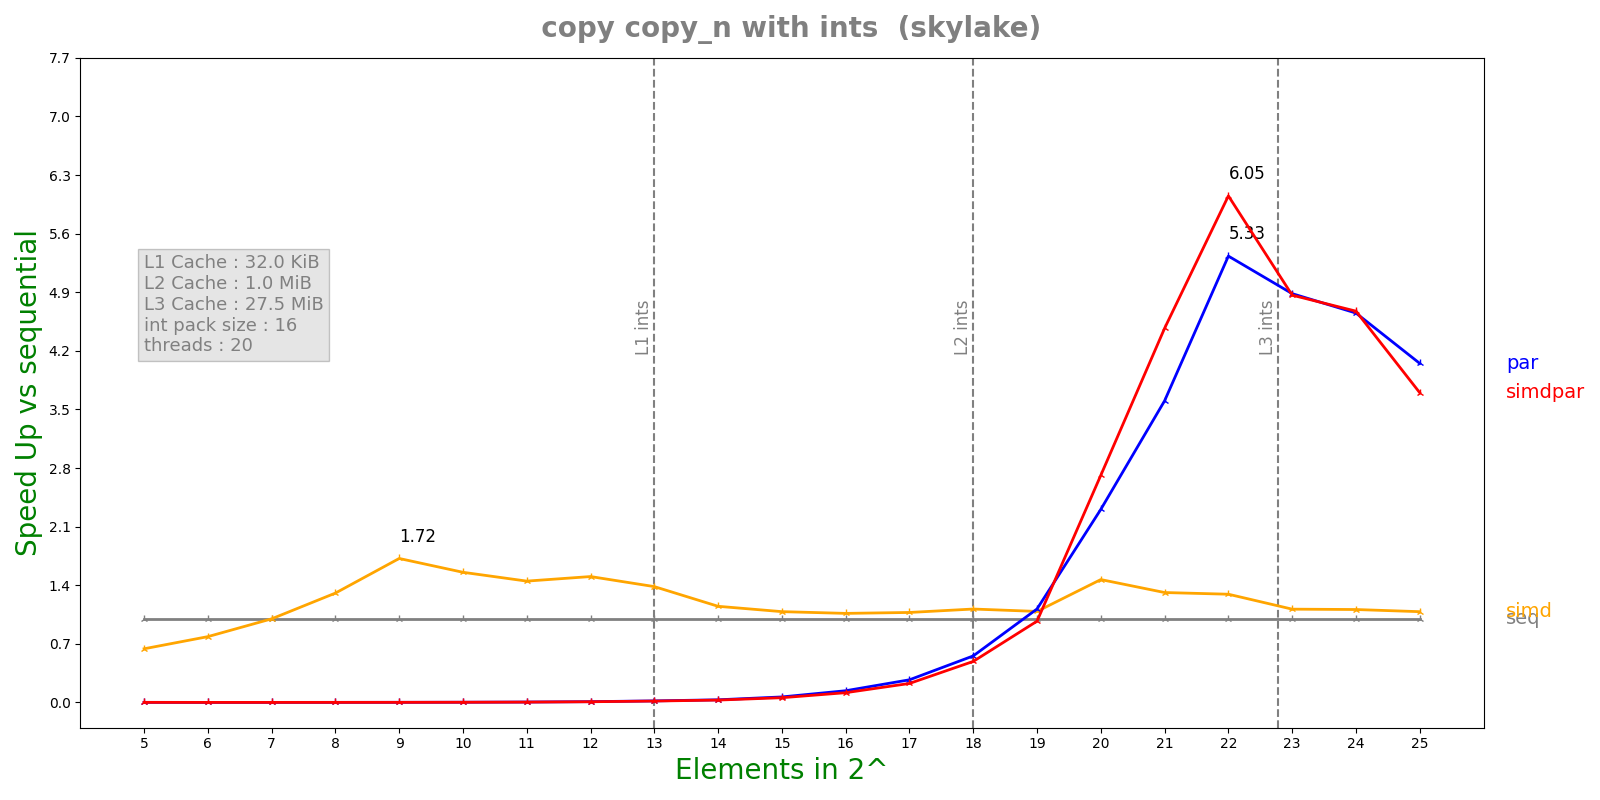 copy copy_n with ints  (skylake)
Speed Up vs sequential
7.7
7.0
6.3
5.6
4.9
4.2
3.5
2.8
2.1
1.4
0.7
0.0
L1 Cache : 32.0 KiB
L2 Cache : 1.0 MiB
L3 Cache : 27.5 MiB
int pack size : 16
threads : 20
L1 ints
L2 ints
L3 ints
1.72
6.05
5.33
par
simdpar
simd
seq
5 6 7 8 9 10 11 12 13 14 15 16 17 18 19 20 21 22 23 24 25
Elements in 2^